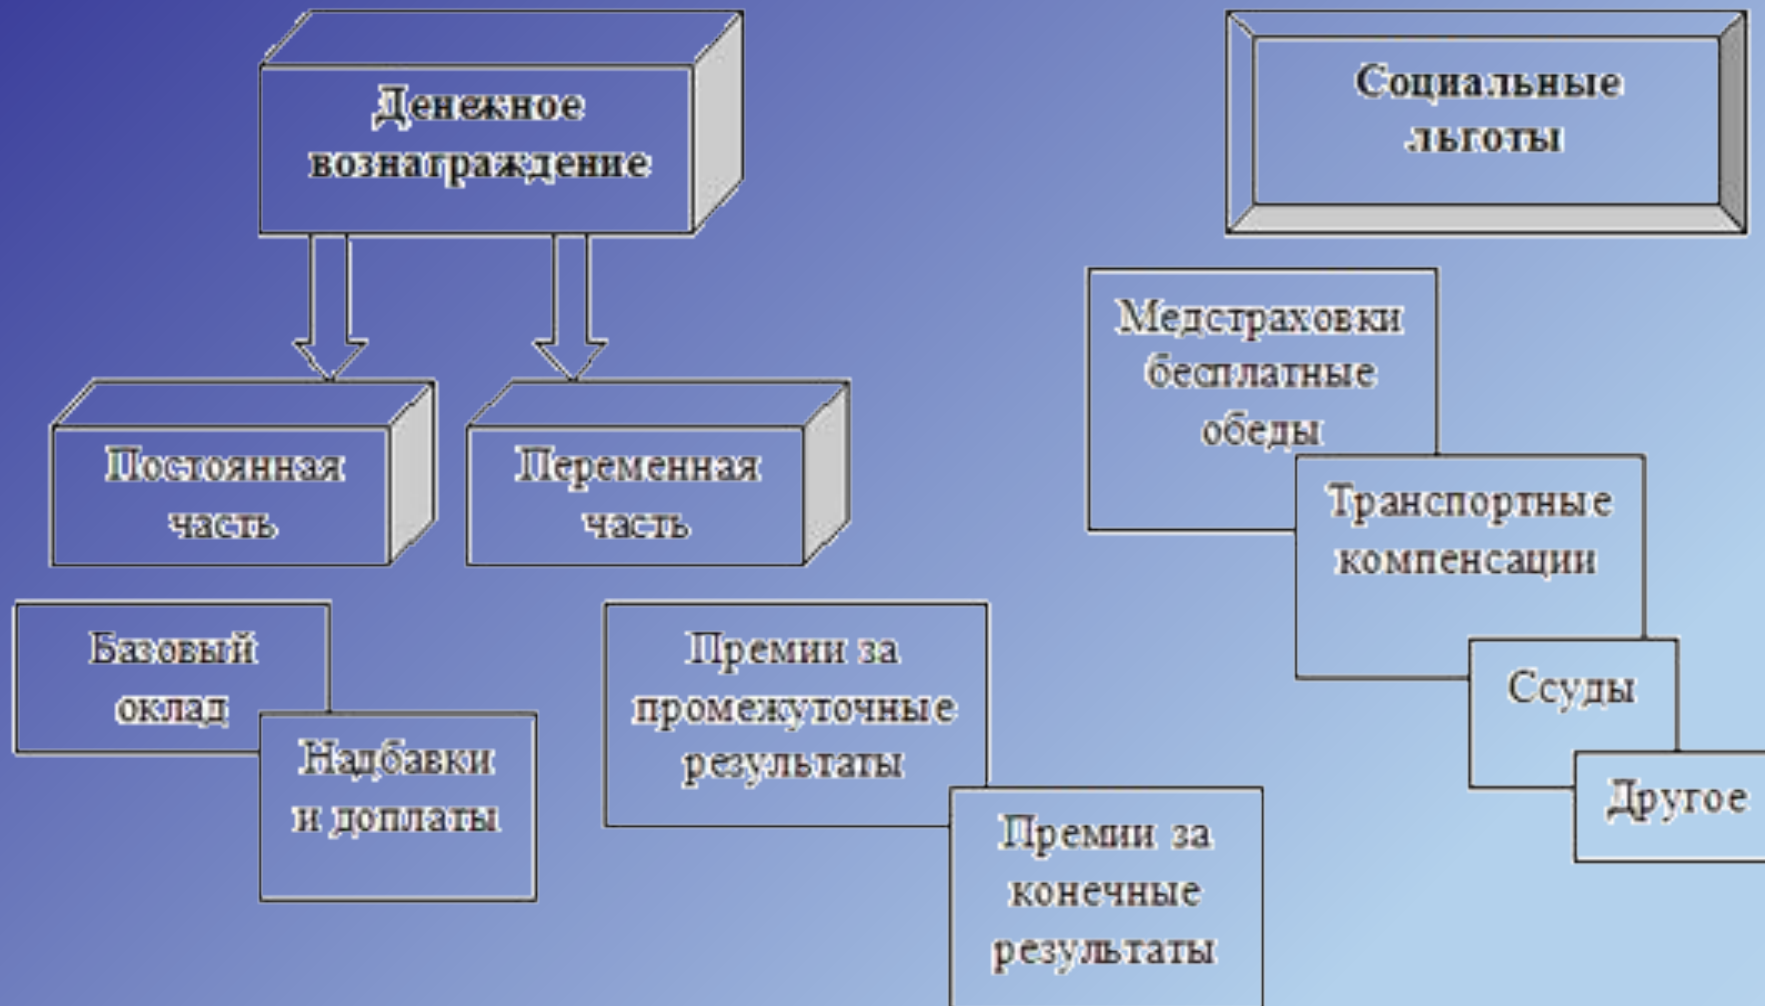 Денежное
вознаграждение
Социальные
льготы
Постоянная
часть
Переменная
часть
Базовый
оклад
Надбавки
и доплаты
Премии за
промежуточные
результаты
Премии за
конечные
результаты
Медстраховки
бесплатные
обеды
Транспортные
компенсации
Ссуды
Другое